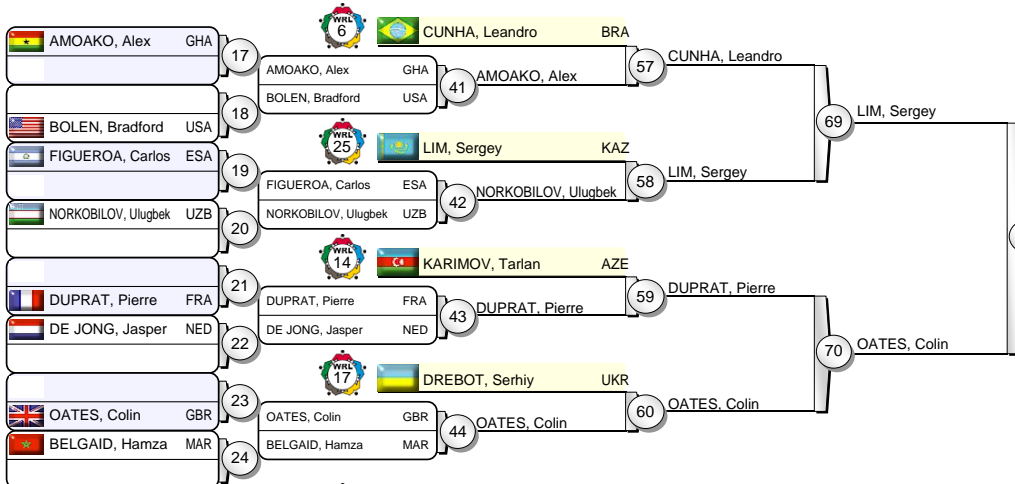 WRL
6
CUNHA, Leandro BRA
AMOAKO, Alex GHA
17
AMOAKO, Alex GHA
BOLEN, Bradford USA
41
AMOAKO, Alex
57
CUNHA, Leandro
18
BOLEN, Bradford USA
69
LIM, Sergey
WRL
25
LIM, Sergey KAZ
FIGUEROA, Carlos ESA
19
FIGUEROA, Carlos ESA
NORKOBILOV, Ulugbek UZB
42
NORKOBILOV, Ulugbek
58
LIM, Sergey
NORKOBILOV, Ulugbek UZB
20
WRL
14
KARIMOV, Tarlan AZE
21
DUPRAT, Pierre FRA
DUPRAT, Pierre FRA
DE JONG, Jasper NED
43
DUPRAT, Pierre
59
DUPRAT, Pierre
DE JONG, Jasper NED
22
70
OATES, Colin
WRL
17
DREBOT, Serhiy UKR
23
OATES, Colin GBR
OATES, Colin GBR
BELGAID, Hamza MAR
44
OATES, Colin
60
OATES, Colin
BELGAID, Hamza MAR
24